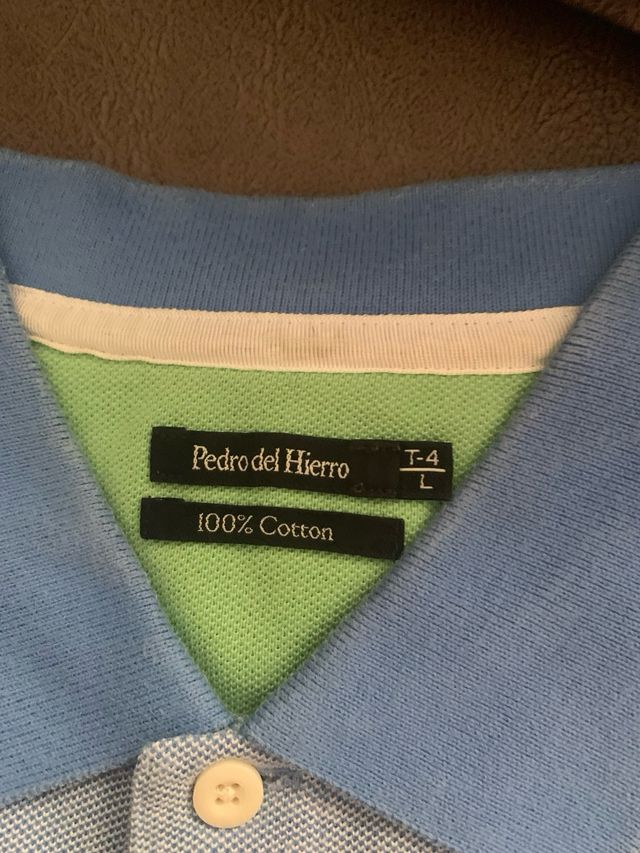 Pedro del Hierro
T-4
L
100% Cotton